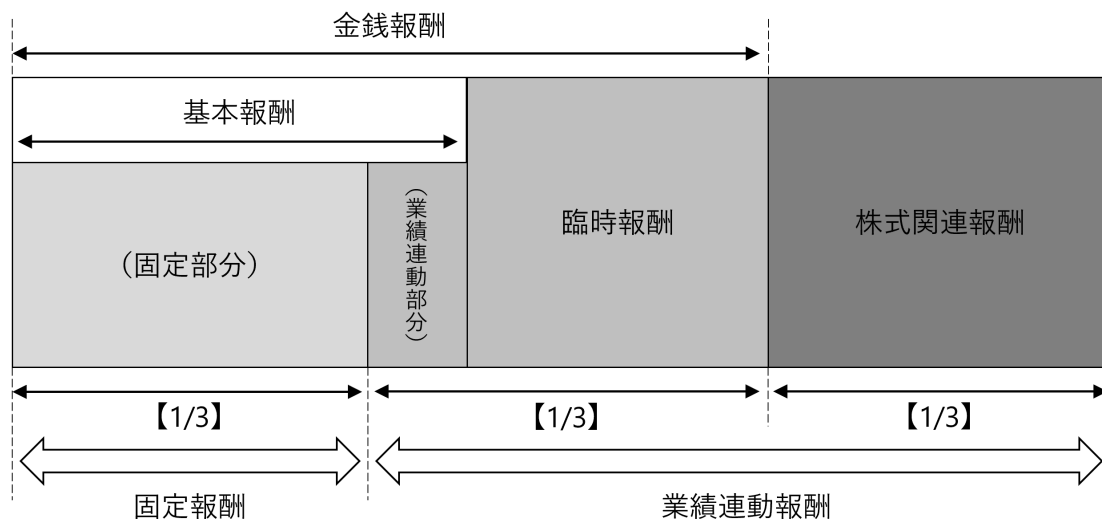 金銭報酬
基本報酬
（固定部分）
（業績連動部分）
臨時報酬
株式関連報酬
【1/3】
【1/3】
【1/3】
固定報酬
業績連動報酬